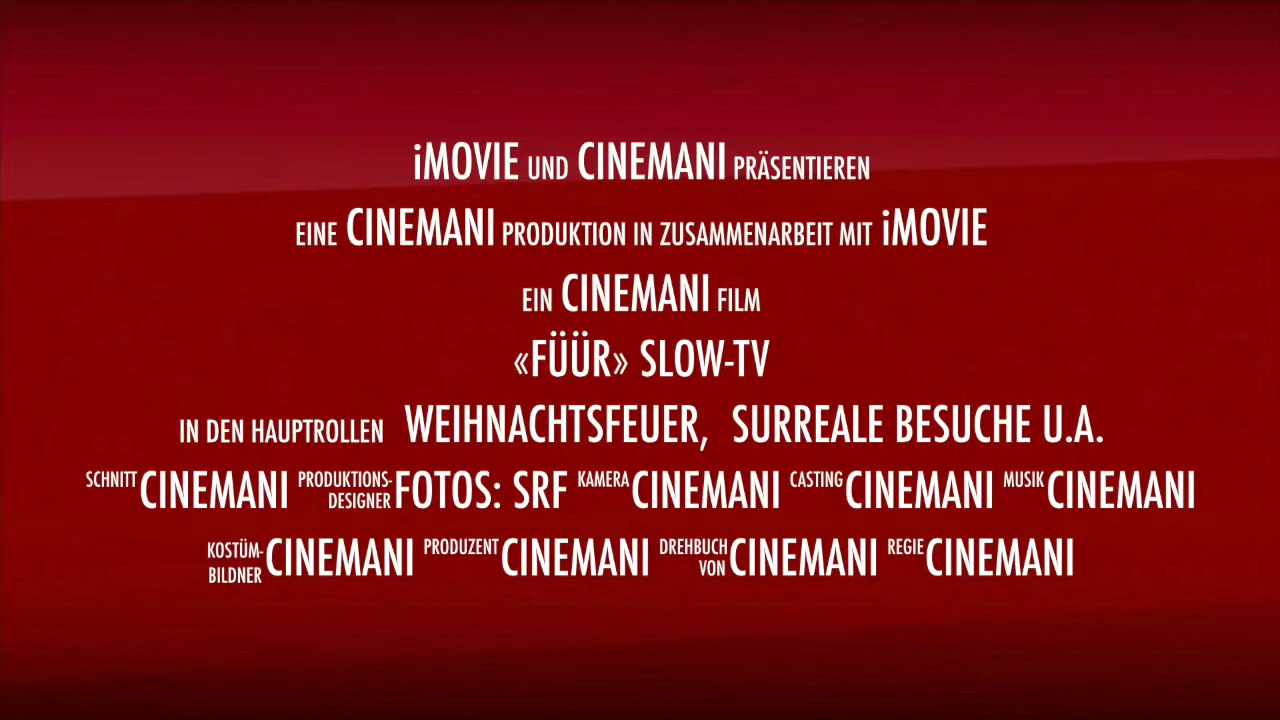 iMOVIE UND CINEMANI PRÄSENTIEREN
EINE CINEMANI PRODUKTION IN ZUSAMMENARBEIT MIT iMOVIE
EIN CINEMANI FILM
«FÜÜR» SLOW-TV
IN DEN HAUPTROLLEN WEIHNACHTSFEUER, SURREALE BESUCHE U.A.
SCHNITT CINEMANI PRODUKTIONS-DESIGNER FOTOS: SRF KAMERA CINEMANI CASTING CINEMANI MUSIK CINEMANI
KOSTÜM-BILDNER CINEMANI PRODUZENT CINEMANI DREHBUCH VON CINEMANI REGIE CINEMANI